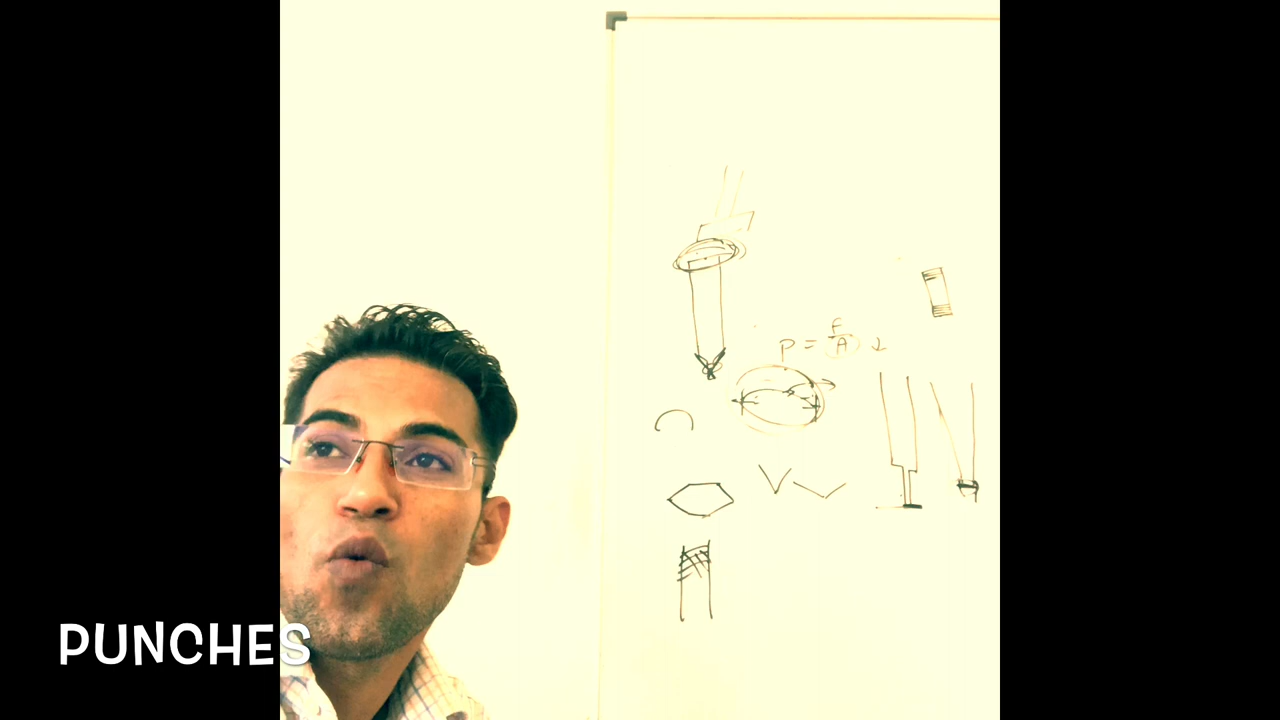 P = F/A ↓
PUNCHES